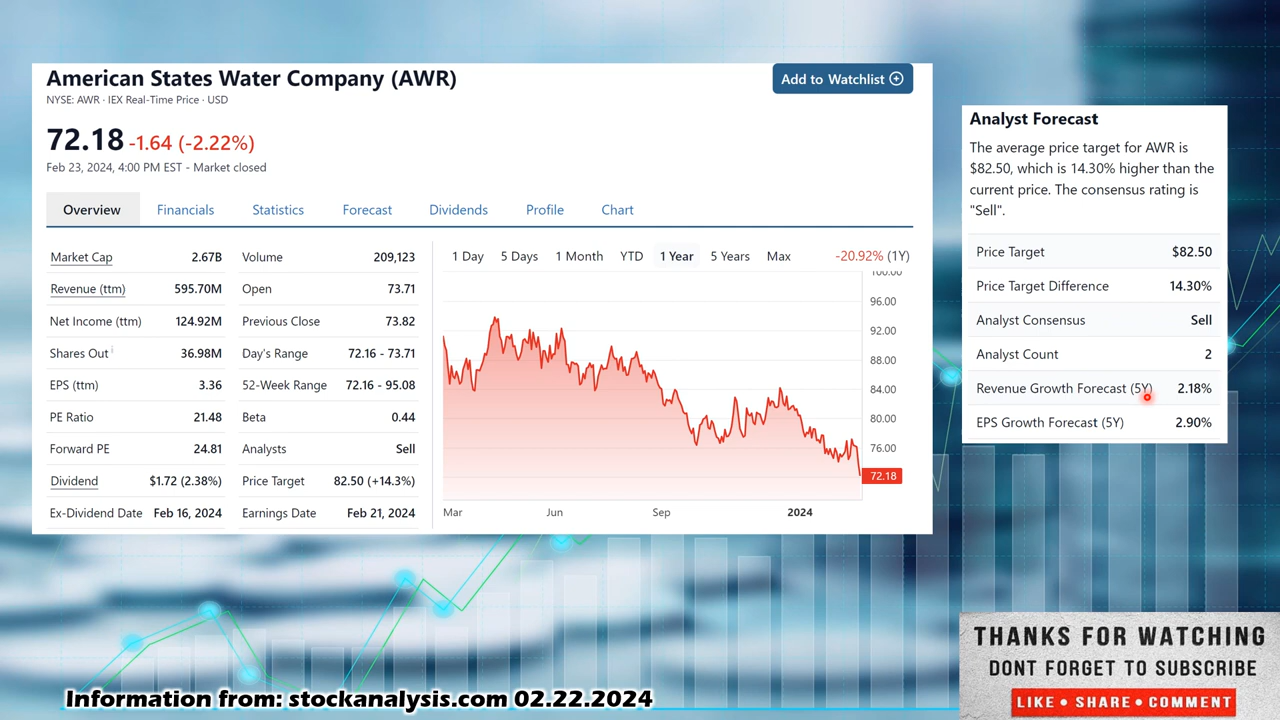 American States Water Company (AWR)
Add to Watchlist
NYSE: AWR · IEX Real-Time Price · USD
72.18 -1.64 (-2.22%)
Feb 23, 2024, 4:00 PM EST - Market closed
Overview Financials Statistics Forecast Dividends Profile Chart
Market Cap 2.67B Volume 209,123
Revenue (ttm) 595.70M Open 73.71
Net Income (ttm) 124.92M Previous Close 73.82
Shares Out i 36.98M Day's Range 72.16 - 73.71
EPS (ttm) 3.36 52-Week Range 72.16 - 95.08
PE Ratio 21.48 Beta 0.44
Forward PE 24.81 Analysts Sell
Dividend $1.72 (2.38%) Price Target 82.50 (+14.3%)
Ex-Dividend Date Feb 16, 2024 Earnings Date Feb 21, 2024
1 Day 5 Days 1 Month YTD 1 Year 5 Years Max -20.92% (1Y)
100.00
96.00
92.00
88.00
84.00
80.00
76.00
72.18
Mar Jun Sep 2024
Analyst Forecast
The average price target for AWR is
$82.50, which is 14.30% higher than the
current price. The consensus rating is
"Sell".
Price Target $82.50
Price Target Difference 14.30%
Analyst Consensus Sell
Analyst Count 2
Revenue Growth Forecast (5Y) 2.18%
EPS Growth Forecast (5Y) 2.90%
THANKS FOR WATCHING
DONT FORGET TO SUBSCRIBE
LIKE • SHARE • COMMENT
Information from: stockanalysis.com 02.22.2024